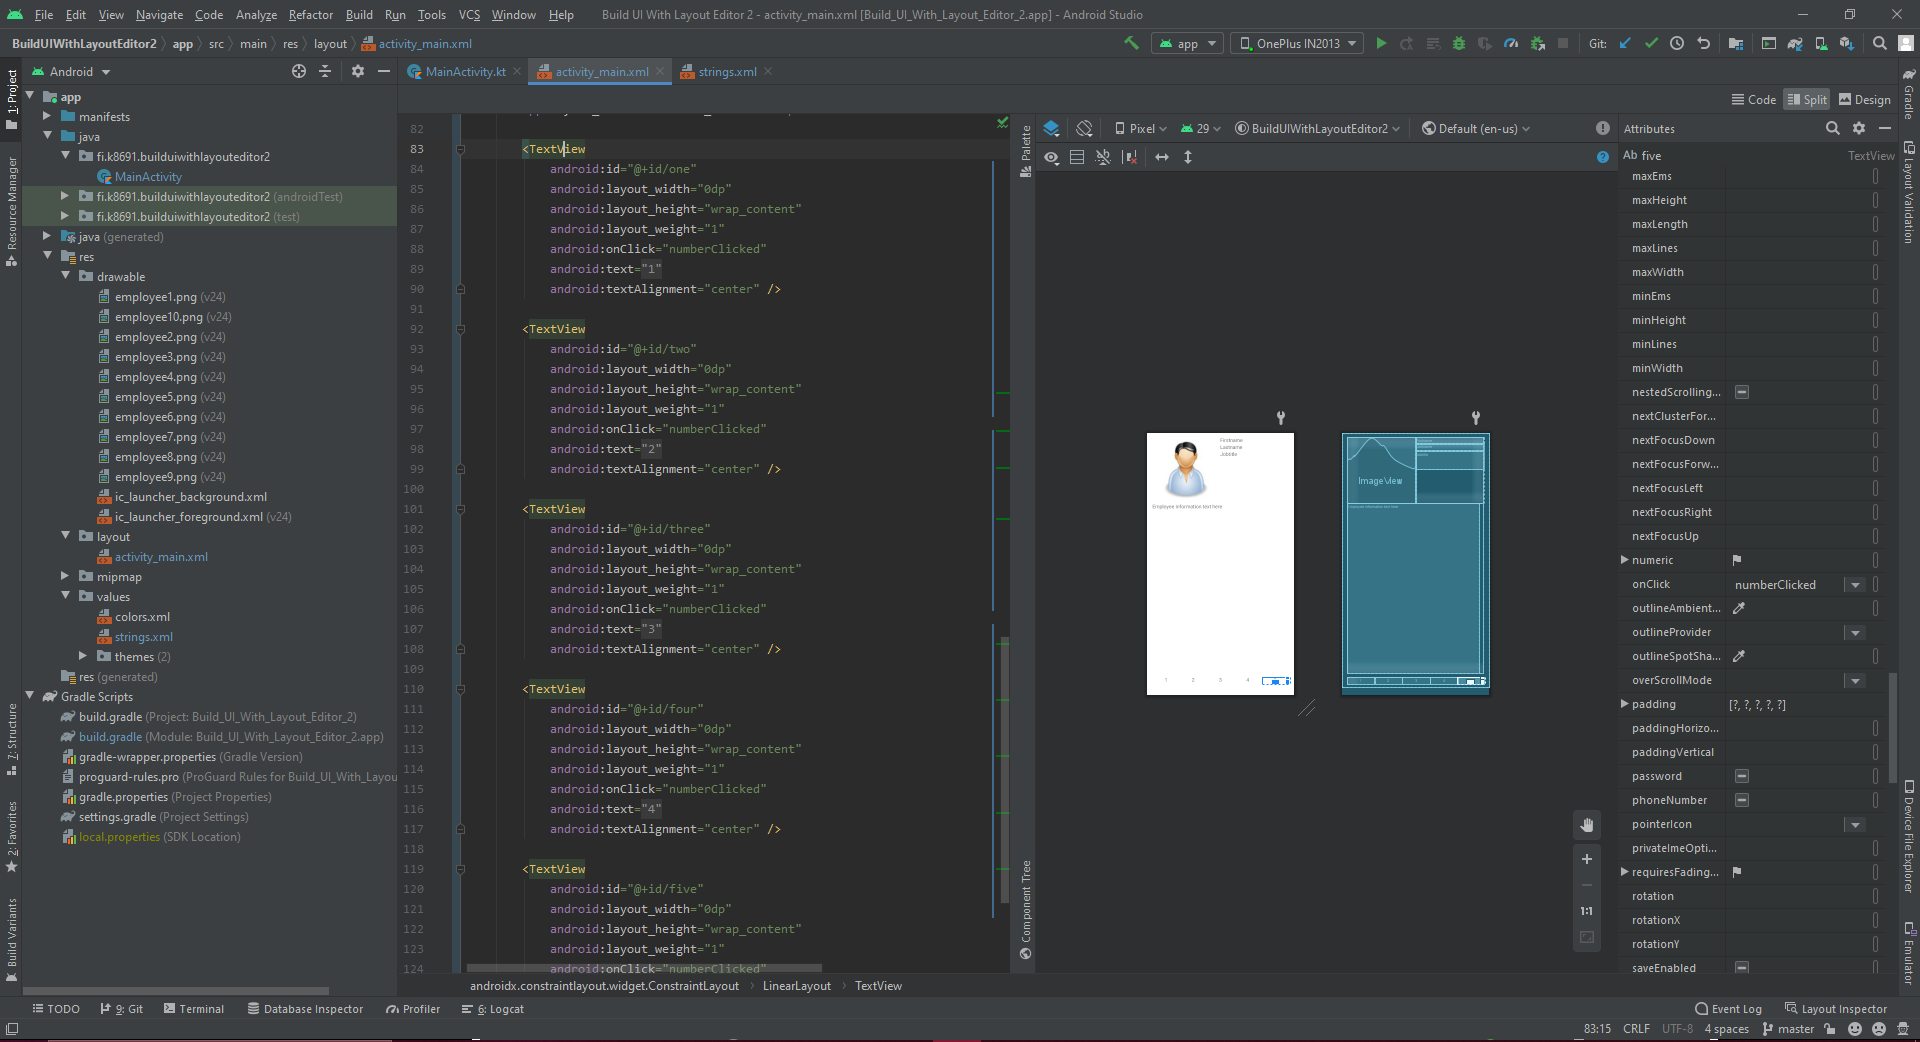 File Edit View Navigate Code Analyze Refactor Build Run Tools VCS Window Help Build UI With Layout Editor 2 - activity_main.xml [Build_UI_With_Layout_Editor_2.app] - Android Studio
BuildUIWithLayoutEditor2 app src main res layout activity_main.xml
app OnePlus IN2013 Git:
Android
MainActivity.kt activity_main.xml strings.xml
Code Split Design
1: Project
Resource Manager
7: Structure
2: Favorites
Build Variants
app
manifests
java
fi.k8691.builduiwithlayouteditor2
MainActivity
fi.k8691.builduiwithlayouteditor2 (androidTest)
fi.k8691.builduiwithlayouteditor2 (test)
java (generated)
res
drawable
employee1.png (v24)
employee10.png (v24)
employee2.png (v24)
employee3.png (v24)
employee4.png (v24)
employee5.png (v24)
employee6.png (v24)
employee7.png (v24)
employee8.png (v24)
employee9.png (v24)
ic_launcher_background.xml
ic_launcher_foreground.xml (v24)
layout
activity_main.xml
mipmap
values
colors.xml
strings.xml
themes (2)
res (generated)
Gradle Scripts
build.gradle (Project: Build_UI_With_Layout_Editor_2)
build.gradle (Module: Build_UI_With_Layout_Editor_2.app)
gradle-wrapper.properties (Gradle Version)
proguard-rules.pro (ProGuard Rules for Build_UI_With_Layou
gradle.properties (Project Properties)
settings.gradle (Project Settings)
local.properties (SDK Location)
82
83 <TextView
84 android:id="@+id/one"
85 android:layout_width="0dp"
86 android:layout_height="wrap_content"
87 android:layout_weight="1"
88 android:onClick="numberClicked"
89 android:text="1"
90 android:textAlignment="center" />
91
92 <TextView
93 android:id="@+id/two"
94 android:layout_width="0dp"
95 android:layout_height="wrap_content"
96 android:layout_weight="1"
97 android:onClick="numberClicked"
98 android:text="2"
99 android:textAlignment="center" />
100
101 <TextView
102 android:id="@+id/three"
103 android:layout_width="0dp"
104 android:layout_height="wrap_content"
105 android:layout_weight="1"
106 android:onClick="numberClicked"
107 android:text="3"
108 android:textAlignment="center" />
109
110 <TextView
111 android:id="@+id/four"
112 android:layout_width="0dp"
113 android:layout_height="wrap_content"
114 android:layout_weight="1"
115 android:onClick="numberClicked"
116 android:text="4"
117 android:textAlignment="center" />
118
119 <TextView
120 android:id="@+id/five"
121 android:layout_width="0dp"
122 android:layout_height="wrap_content"
123 android:layout_weight="1"
124 android:onClick="numberClicked"
androidx.constraintlayout.widget.ConstraintLayout LinearLayout TextView
Palette
Component Tree
Pixel 29 BuildUIWithLayoutEditor2 Default (en-us)
Firstname
Lastname
Jobtitle
Employee information text here
1 2 3 4
ImageView
1:1
Attributes
Ab five TextView
maxEms
maxHeight
maxLength
maxLines
maxWidth
minEms
minHeight
minLines
minWidth
nestedScrolling...
nextClusterFor...
nextFocusDown
nextFocusForw...
nextFocusLeft
nextFocusRight
nextFocusUp
numeric
onClick numberClicked
outlineAmbient...
outlineProvider
outlineSpotSha...
overScrollMode
padding [?, ?, ?, ?, ?]
paddingHorizo...
paddingVertical
password
phoneNumber
pointerIcon
privateImeOpti...
requiresFading...
rotation
rotationX
rotationY
saveEnabled
Gradle
Layout Validation
Device File Explorer
Emulator
TODO 9: Git Terminal Database Inspector Profiler 6: Logcat Event Log Layout Inspector
83:15 CRLF UTF-8 4 spaces master